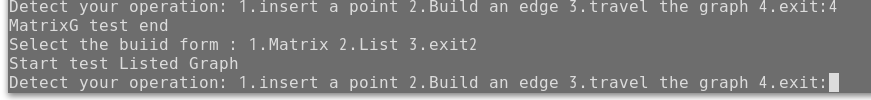 Detect your operation: 1.insert a point 2.Build an edge 3.travel the graph 4.exit:4
MatrixG test end
Select the buiid form : 1.Matrix 2.List 3.exit2
Start test Listed Graph
Detect your operation: 1.insert a point 2.Build an edge 3.travel the graph 4.exit: